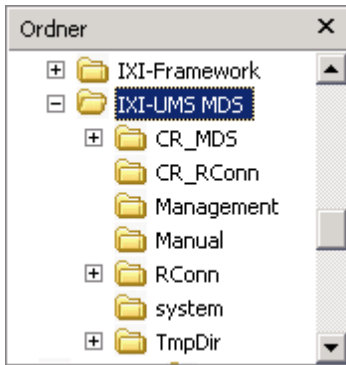 Ordner
IXI-Framework
IXI-UMS MDS
CR_MDS
CR_RConn
Management
Manual
RConn
system
TmpDir